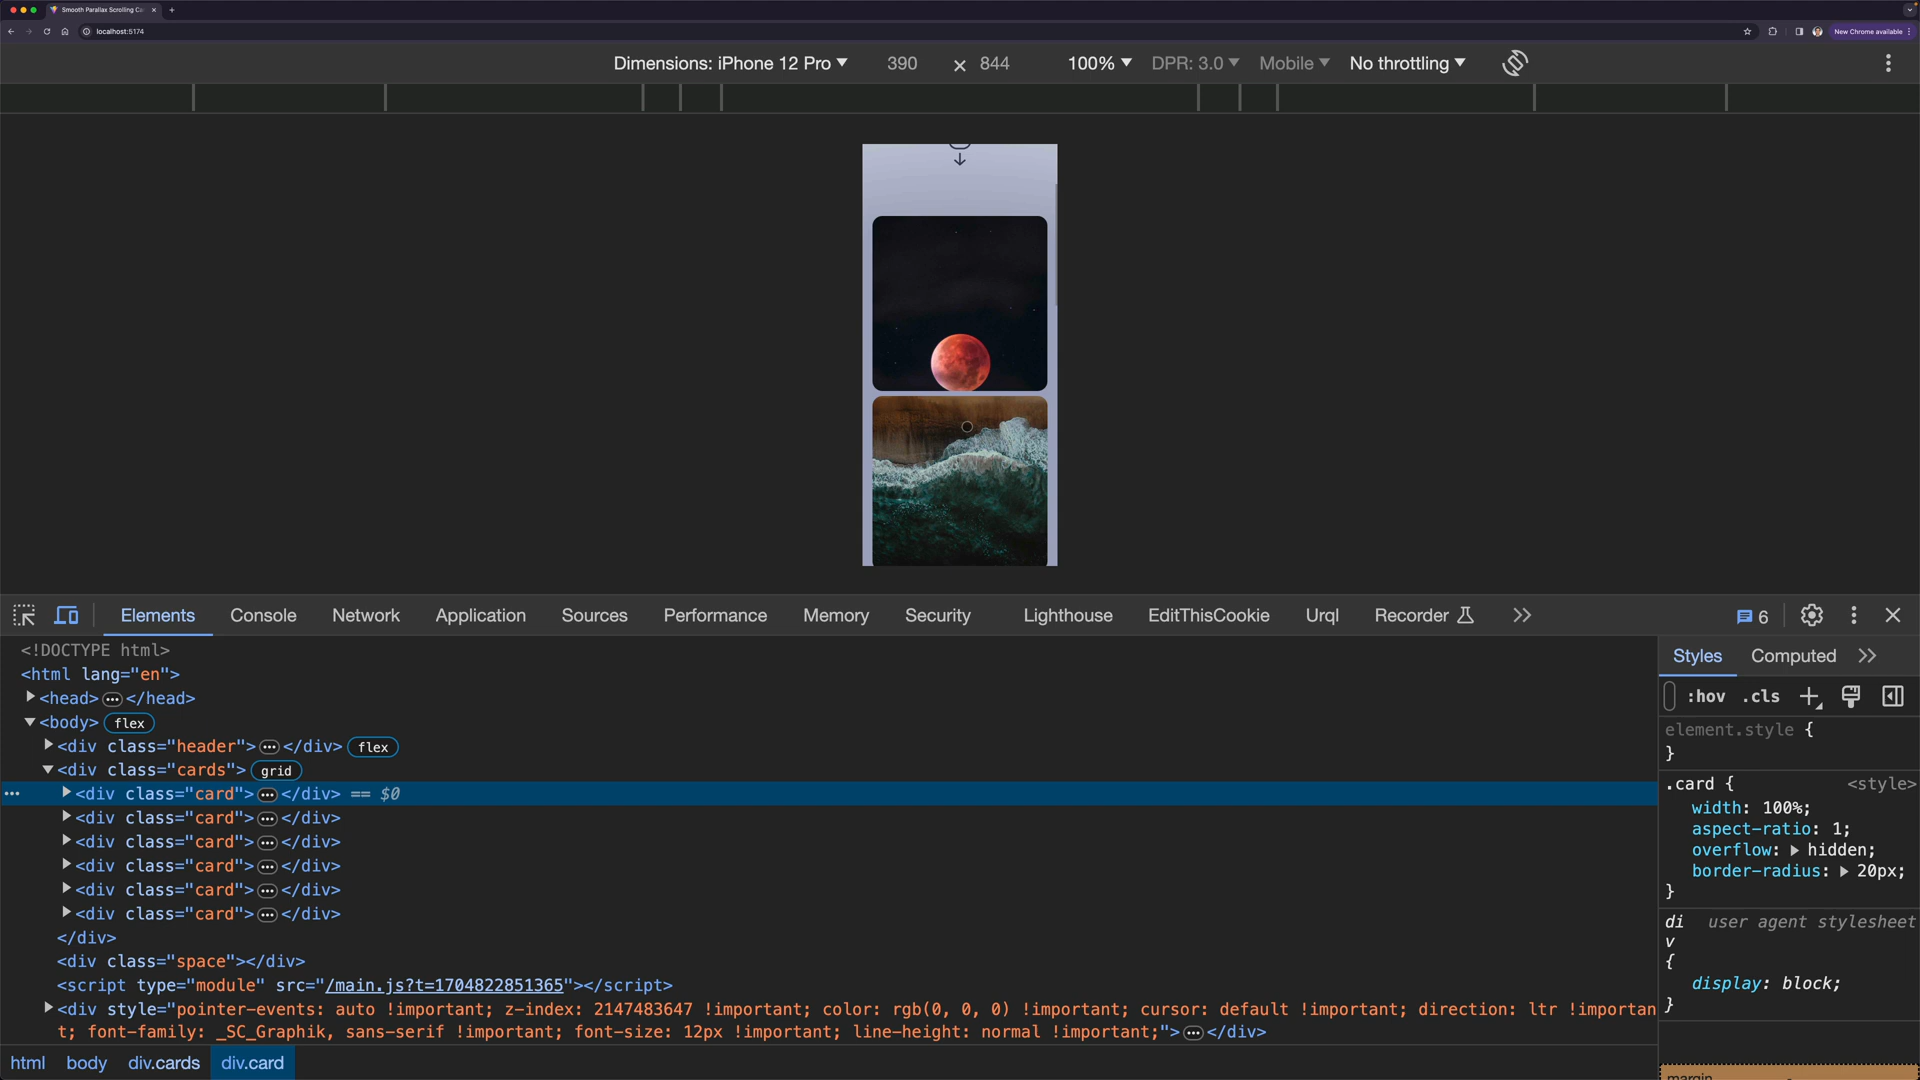 Smooth Parallax Scrolling Ca
localhost:5174
New Chrome available
Dimensions: iPhone 12 Pro 390 × 844 100% DPR: 3.0 Mobile No throttling
Elements Console Network Application Sources Performance Memory Security Lighthouse EditThisCookie Urql Recorder 6
<!DOCTYPE html>
<html lang="en">
<head> </head>
<body> flex
<div class="header"> </div> flex
<div class="cards"> grid
<div class="card"> </div> == $0
<div class="card"> </div>
<div class="card"> </div>
<div class="card"> </div>
<div class="card"> </div>
<div class="card"> </div>
</div>
<div class="space"></div>
<script type="module" src="/main.js?t=1704822851365"></script>
<div style="pointer-events: auto !important; z-index: 2147483647 !important; color: rgb(0, 0, 0) !important; cursor: default !important; direction: ltr !importan
t; font-family: _SC_Graphik, sans-serif !important; font-size: 12px !important; line-height: normal !important;"> </div>
html body div.cards div.card
Styles Computed
:hov .cls
element.style {
}
.card { <style>
width: 100%;
aspect-ratio: 1;
overflow: hidden;
border-radius: 20px;
}
di user agent stylesheet
v
{
display: block;
}
margin